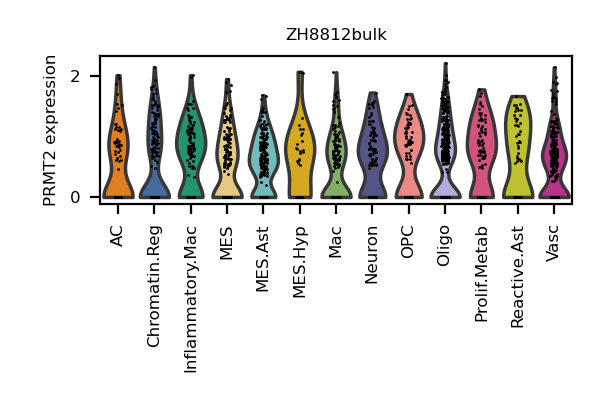 ZH8812bulk
PRMT2 expression
2
0
AC
Chromatin.Reg
Inflammatory.Mac
MES
MES.Ast
MES.Hyp
Mac
Neuron
OPC
Oligo
Prolif.Metab
Reactive.Ast
Vasc